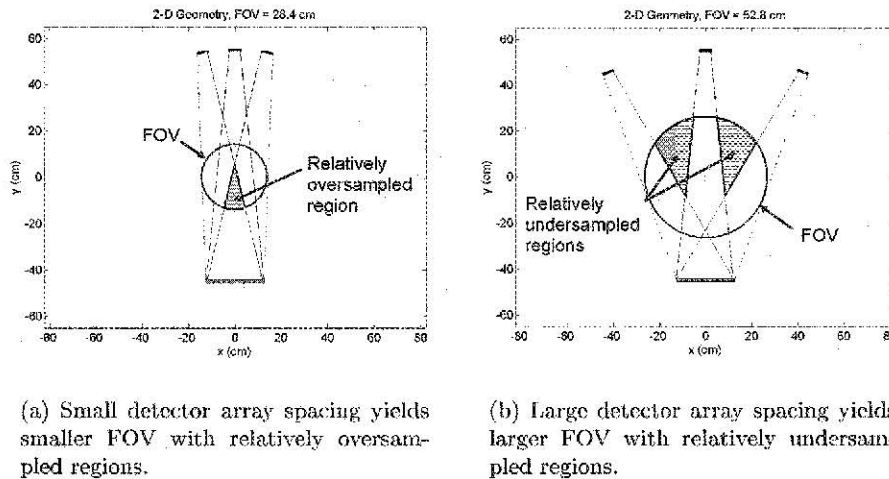 2-D Geometry, FOV = 28.4 cm
60
40
20
0
-20
-40
-60
y (cm)
FOV
Relatively
oversampled
region
-80 -60 -40 -20 0 20 40 60 80
x (cm)
2-D Geometry, FOV = 52.8 cm
60
40
20
0
-20
-40
-60
y (cm)
Relatively
undersampled
regions
FOV
-80 -60 -40 -20 0 20 40 60 80
x (cm)
(a) Small detector array spacing yields
smaller FOV with relatively oversam-
pled regions.
(b) Large detector array spacing yields
larger FOV with relatively undersam-
pled regions.